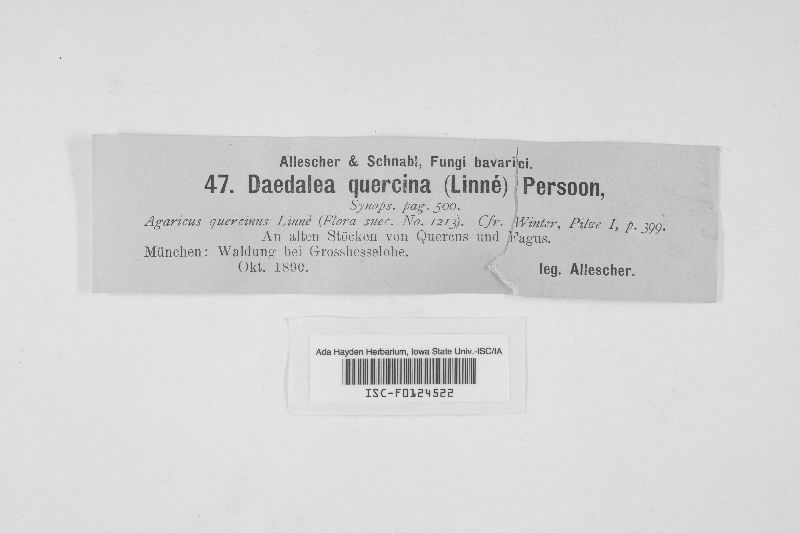 Allescher & Schnabl, Fungi bavarici.
47. Daedalea quercina (Linné) Persoon,
Synops. pag. 500.
Agaricus quercinus Linné (Flora suec. No. 1213). Cfr. Winter, Pilze I, p. 399.
An alten Stöcken von Quercus und Fagus.
München: Waldung bei Grosshesselohe.
Okt. 1890.
leg. Allescher.
Ada Hayden Herbarium, Iowa State Univ.-ISC/IA
ISC-F0124522